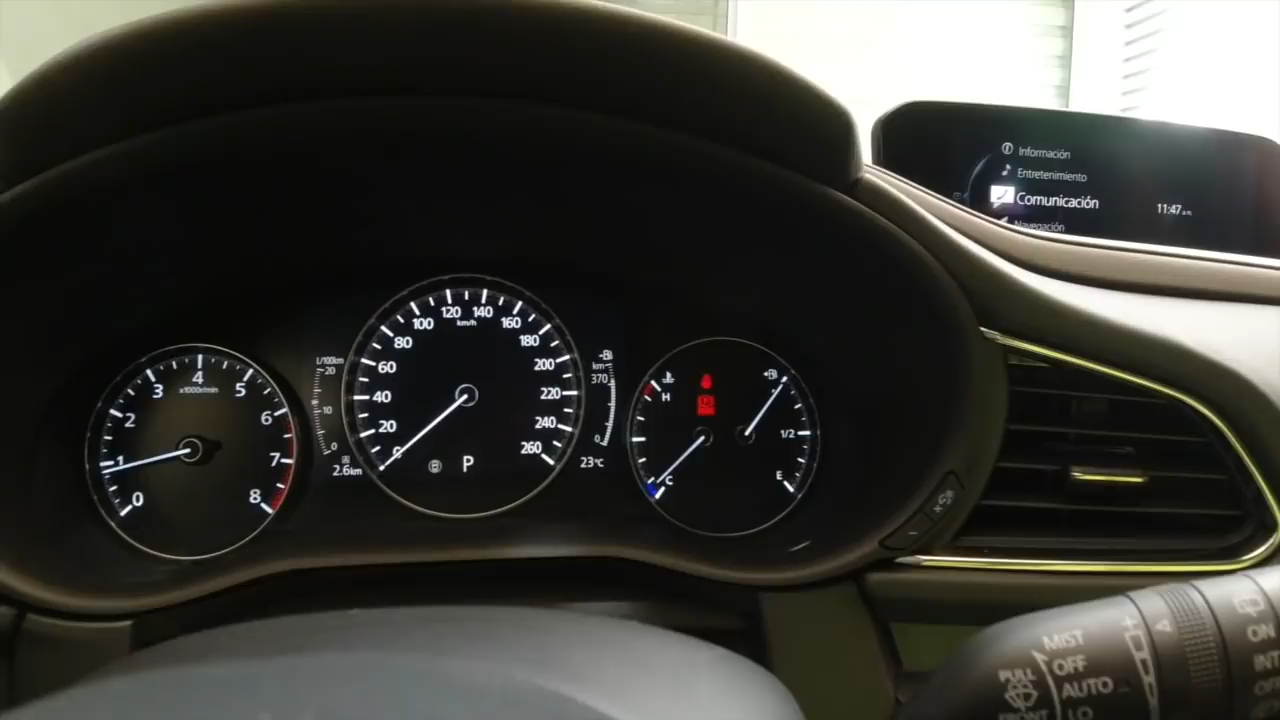 Información
Entretenimiento
Comunicación
Navegación
11:47 a.m.
0
1
2
3
4
5
6
7
8
x1000r/min
L/100km
20
10
0
2.6km
0
20
40
60
80
100
120
140
160
180
200
220
240
260
km/h
P
km
370
0
23°C
H
C
1/2
E
MIST
OFF
AUTO
LO
PULL
FRONT
ON
INT